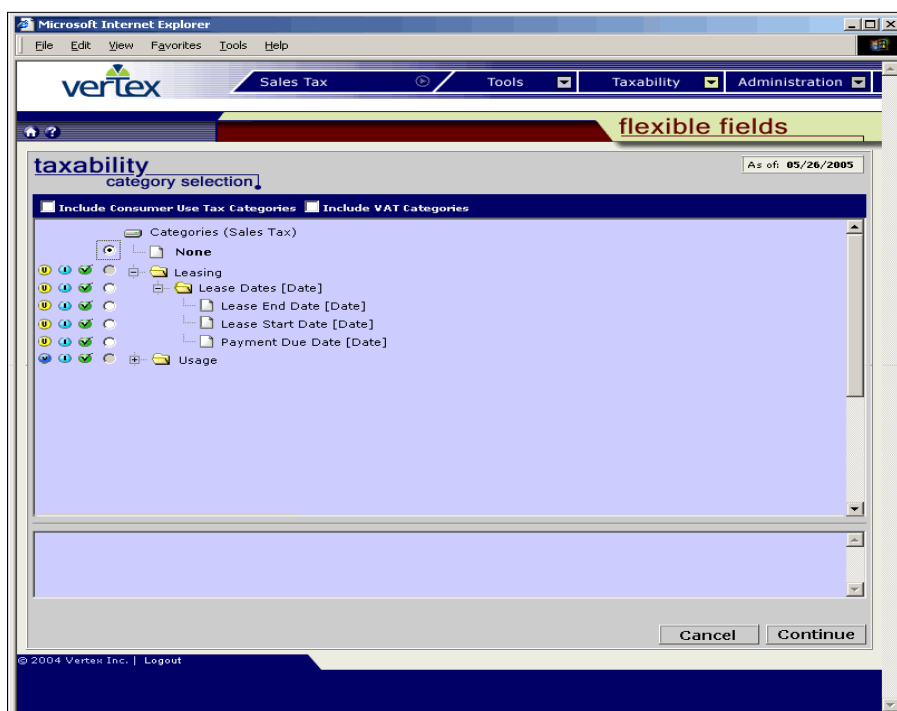 Microsoft Internet Explorer
File Edit View Favorites Tools Help
vertex
Sales Tax Tools Taxability Administration
flexible fields
taxability
category selection
As of: 05/26/2005
Include Consumer Use Tax Categories Include VAT Categories
Categories (Sales Tax)
None
U I Leasing
U I Lease Dates [Date]
U I Lease End Date [Date]
U I Lease Start Date [Date]
U I Payment Due Date [Date]
I Usage
Cancel Continue
© 2004 Vertex Inc. | Logout